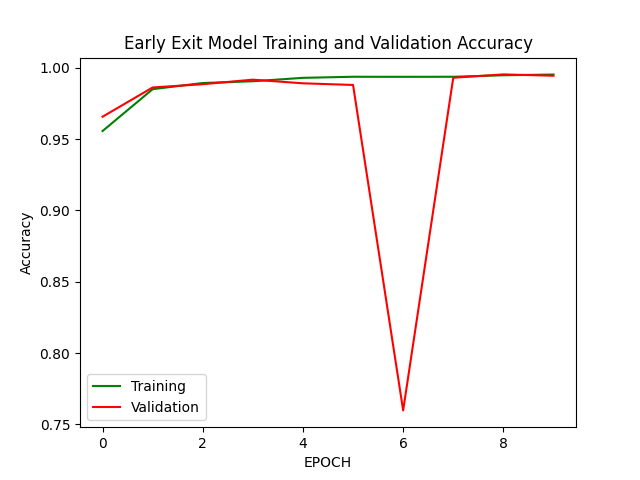 Early Exit Model Training and Validation Accuracy
1.00
0.95
0.90
0.85
0.80
0.75
Accuracy
Training
Validation
0 2 4 6 8
EPOCH